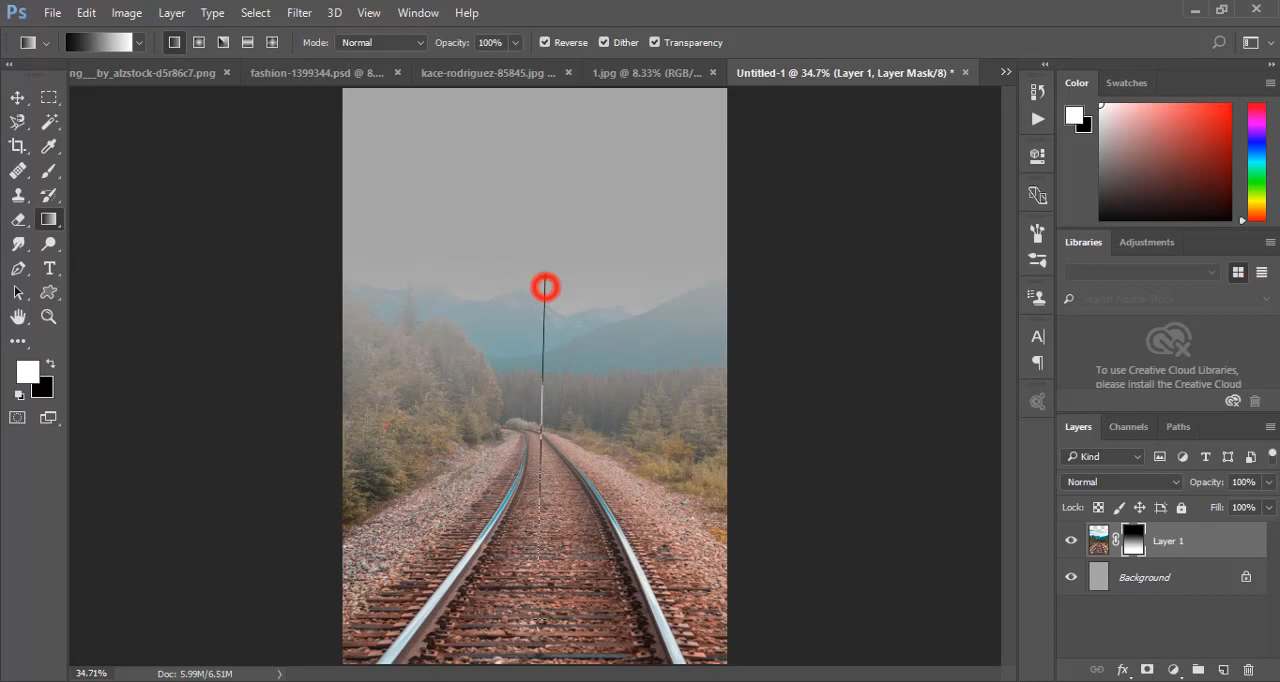 Ps File Edit Image Layer Type Select Filter 3D View Window Help
Mode: Normal Opacity: 100% Reverse Dither Transparency
ng___by_alzstock-d5r86c7.png × fashion-1399344.psd @ 8.... × kace-rodriguez-85845.jpg ... × 1.jpg @ 8.33% (RGB/... × Untitled-1 @ 34.7% (Layer 1, Layer Mask/8) * ×
Color Swatches
Libraries Adjustments
Search Adobe Stock
To use Creative Cloud Libraries,
please install the Creative Cloud
Layers Channels Paths
Kind
Normal Opacity: 100%
Lock: Fill: 100%
Layer 1
Background
34.71% Doc: 5.99M/6.51M